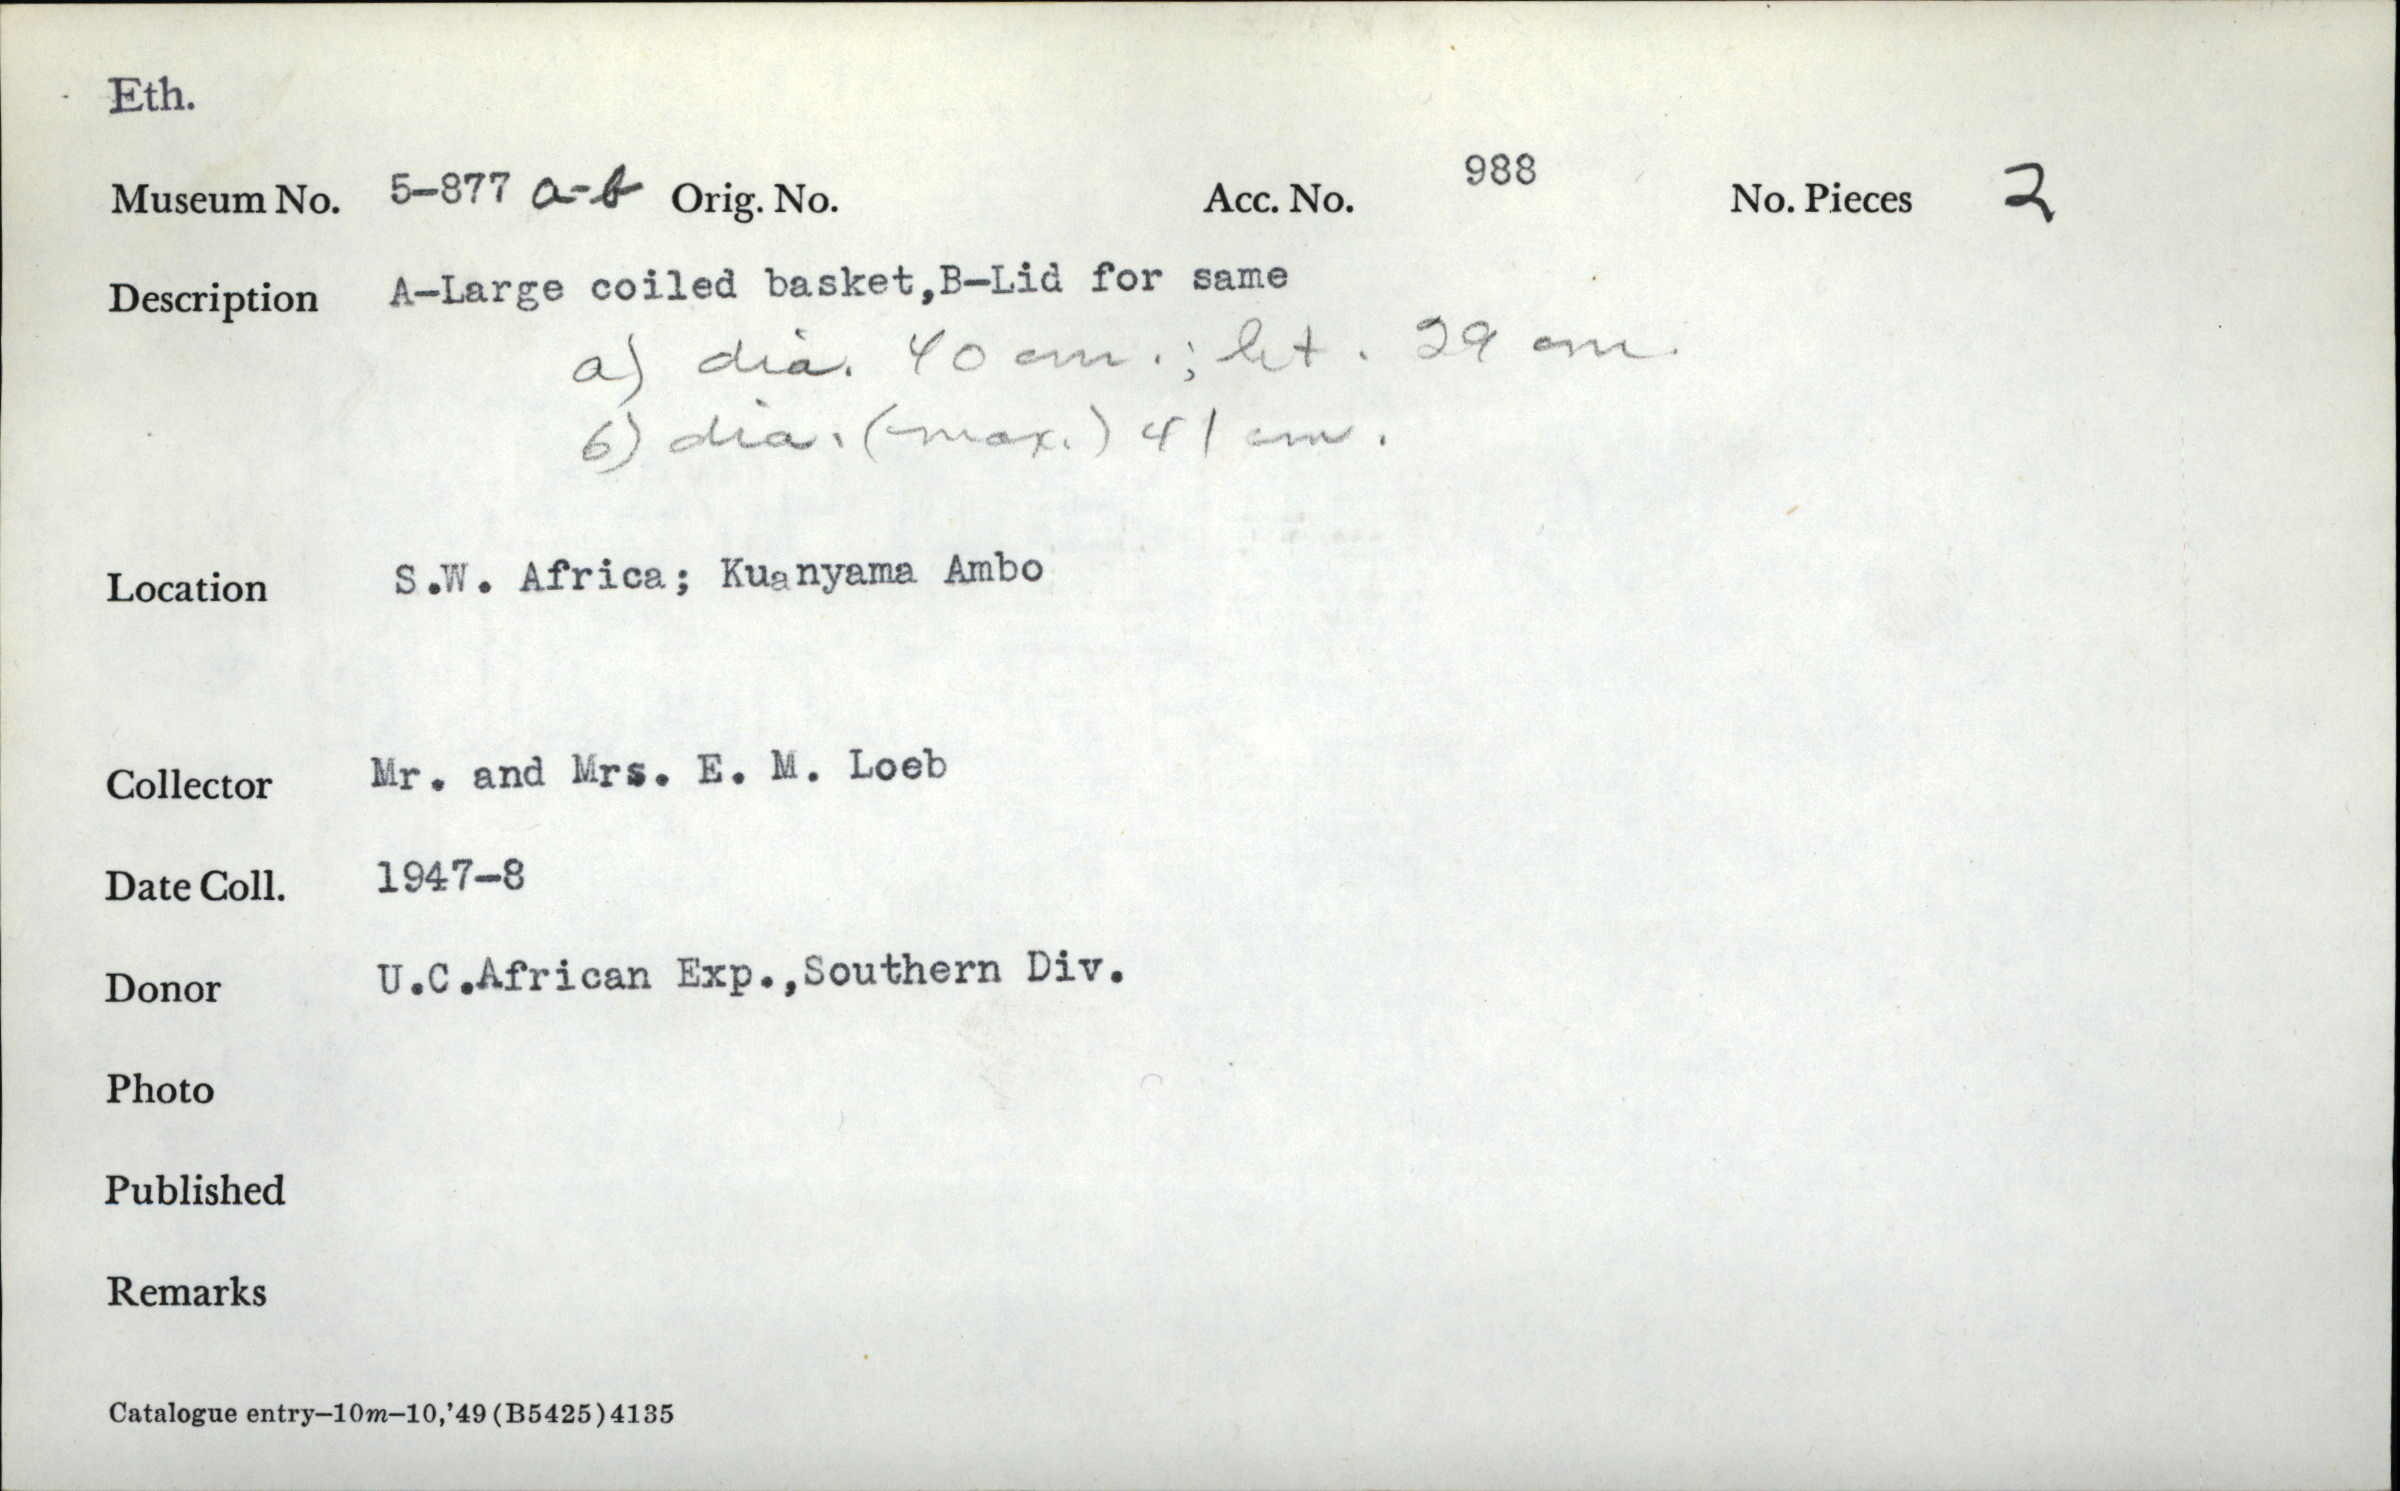 Eth.
Museum No. 5-877 a-b Orig. No. Acc. No. 988 No. Pieces 2
Description A-Large coiled basket,B-Lid for same
a) dia. 40 cm.; ht. 29 cm.
b) dia. (max.) 41 cm.
Location S.W. Africa; Kuanyama Ambo
Collector Mr. and Mrs. E. M. Loeb
Date Coll. 1947-8
Donor U.C.African Exp.,Southern Div.
Photo
Published
Remarks
Catalogue entry—10m—10,'49 (B5425) 4135